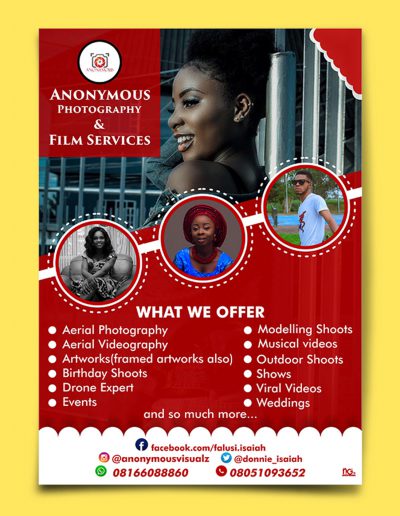 ANONYMOUS
ANONYMOUS
PHOTOGRAPHY
&
FILM SERVICES
WHAT WE OFFER
Aerial Photography
Aerial Videography
Artworks(framed artworks also)
Birthday Shoots
Drone Expert
Events
Modelling Shoots
Musical videos
Outdoor Shoots
Shows
Viral Videos
Weddings
and so much more...
facebook.com/falusi.isaiah
@anonymousvisualz @donnie_isaiah
08166088860 08051093652